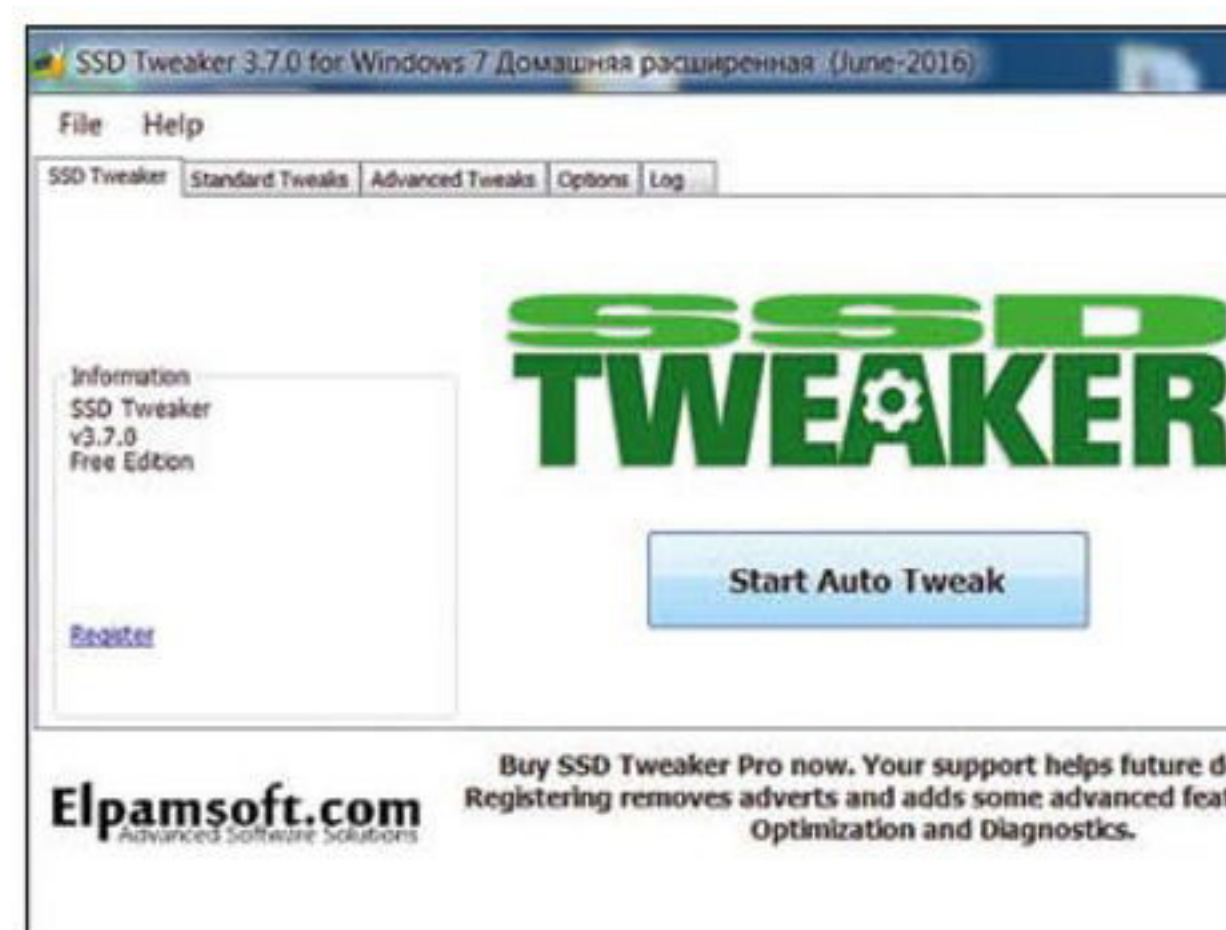 SSD Tweaker 3.7.0 for Windows 7 Домашняя расширенная (June-2016)
File Help
SSD Tweaker Standard Tweaks Advanced Tweaks Options Log
SSD
TWEAKER
Information
SSD Tweaker
v3.7.0
Free Edition
Start Auto Tweak
Register
Elpamsoft.com
Advanced Software Solutions
Buy SSD Tweaker Pro now. Your support helps future d
Registering removes adverts and adds some advanced feat
Optimization and Diagnostics.